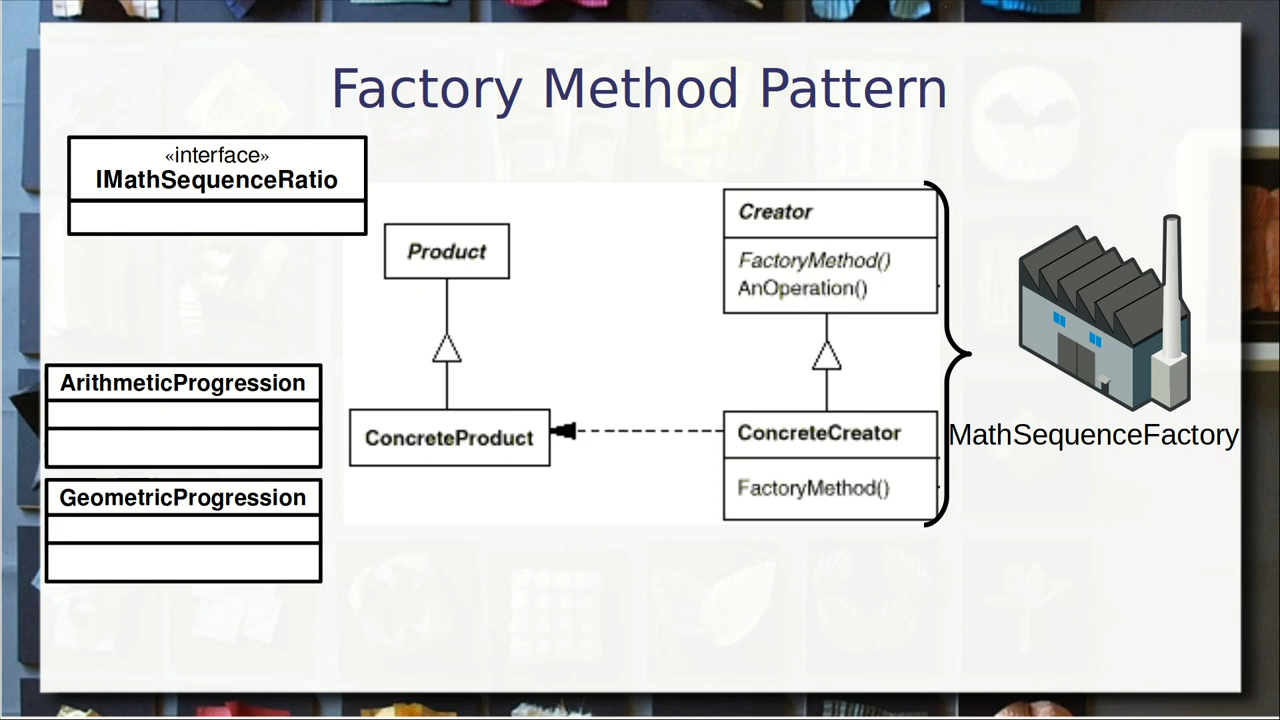 Factory Method Pattern
«interface»
IMathSequenceRatio
Product
Creator
FactoryMethod()
AnOperation()
ArithmeticProgression
ConcreteProduct
ConcreteCreator
FactoryMethod()
MathSequenceFactory
GeometricProgression